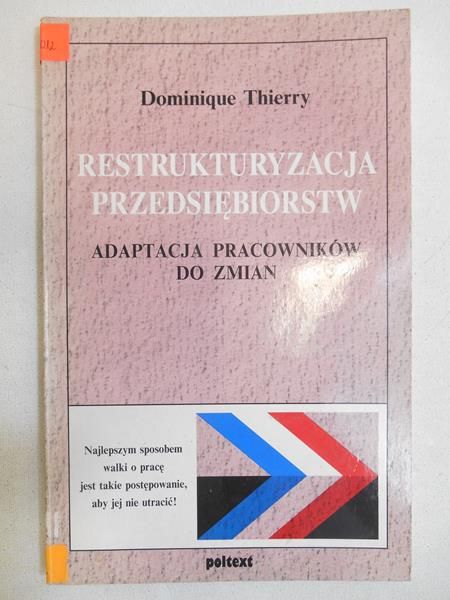 012
Dominique Thierry
RESTRUKTURYZACJA
PRZEDSIĘBIORSTW
ADAPTACJA PRACOWNIKÓW
DO ZMIAN
Najlepszym sposobem
walki o pracę
jest takie postępowanie,
aby jej nie utracić!
poltext